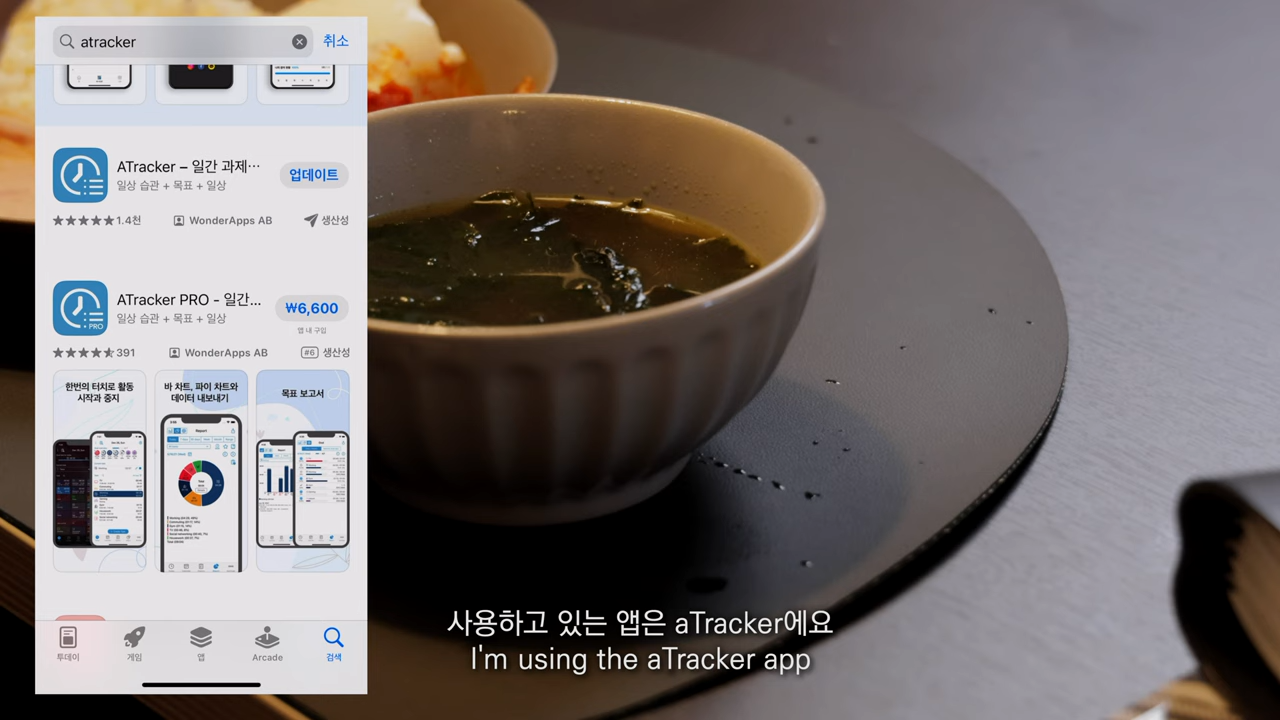 atracker
취소
ATracker – 일간 과제…
일상 습관 + 목표 + 일상
업데이트
★★★★★ 1.4천
WonderApps AB
생산성
PRO
ATracker PRO - 일간...
일상 습관 + 목표 + 일상
₩6,600
앱 내 구입
391
WonderApps AB
#6 생산성
한번의 터치로 활동
시작과 중지
바 차트, 파이 차트와
데이터 내보내기
목표 보고서
Report
투데이
게임
앱
Arcade
검색
사용하고 있는 앱은 aTracker에요
I'm using the aTracker app